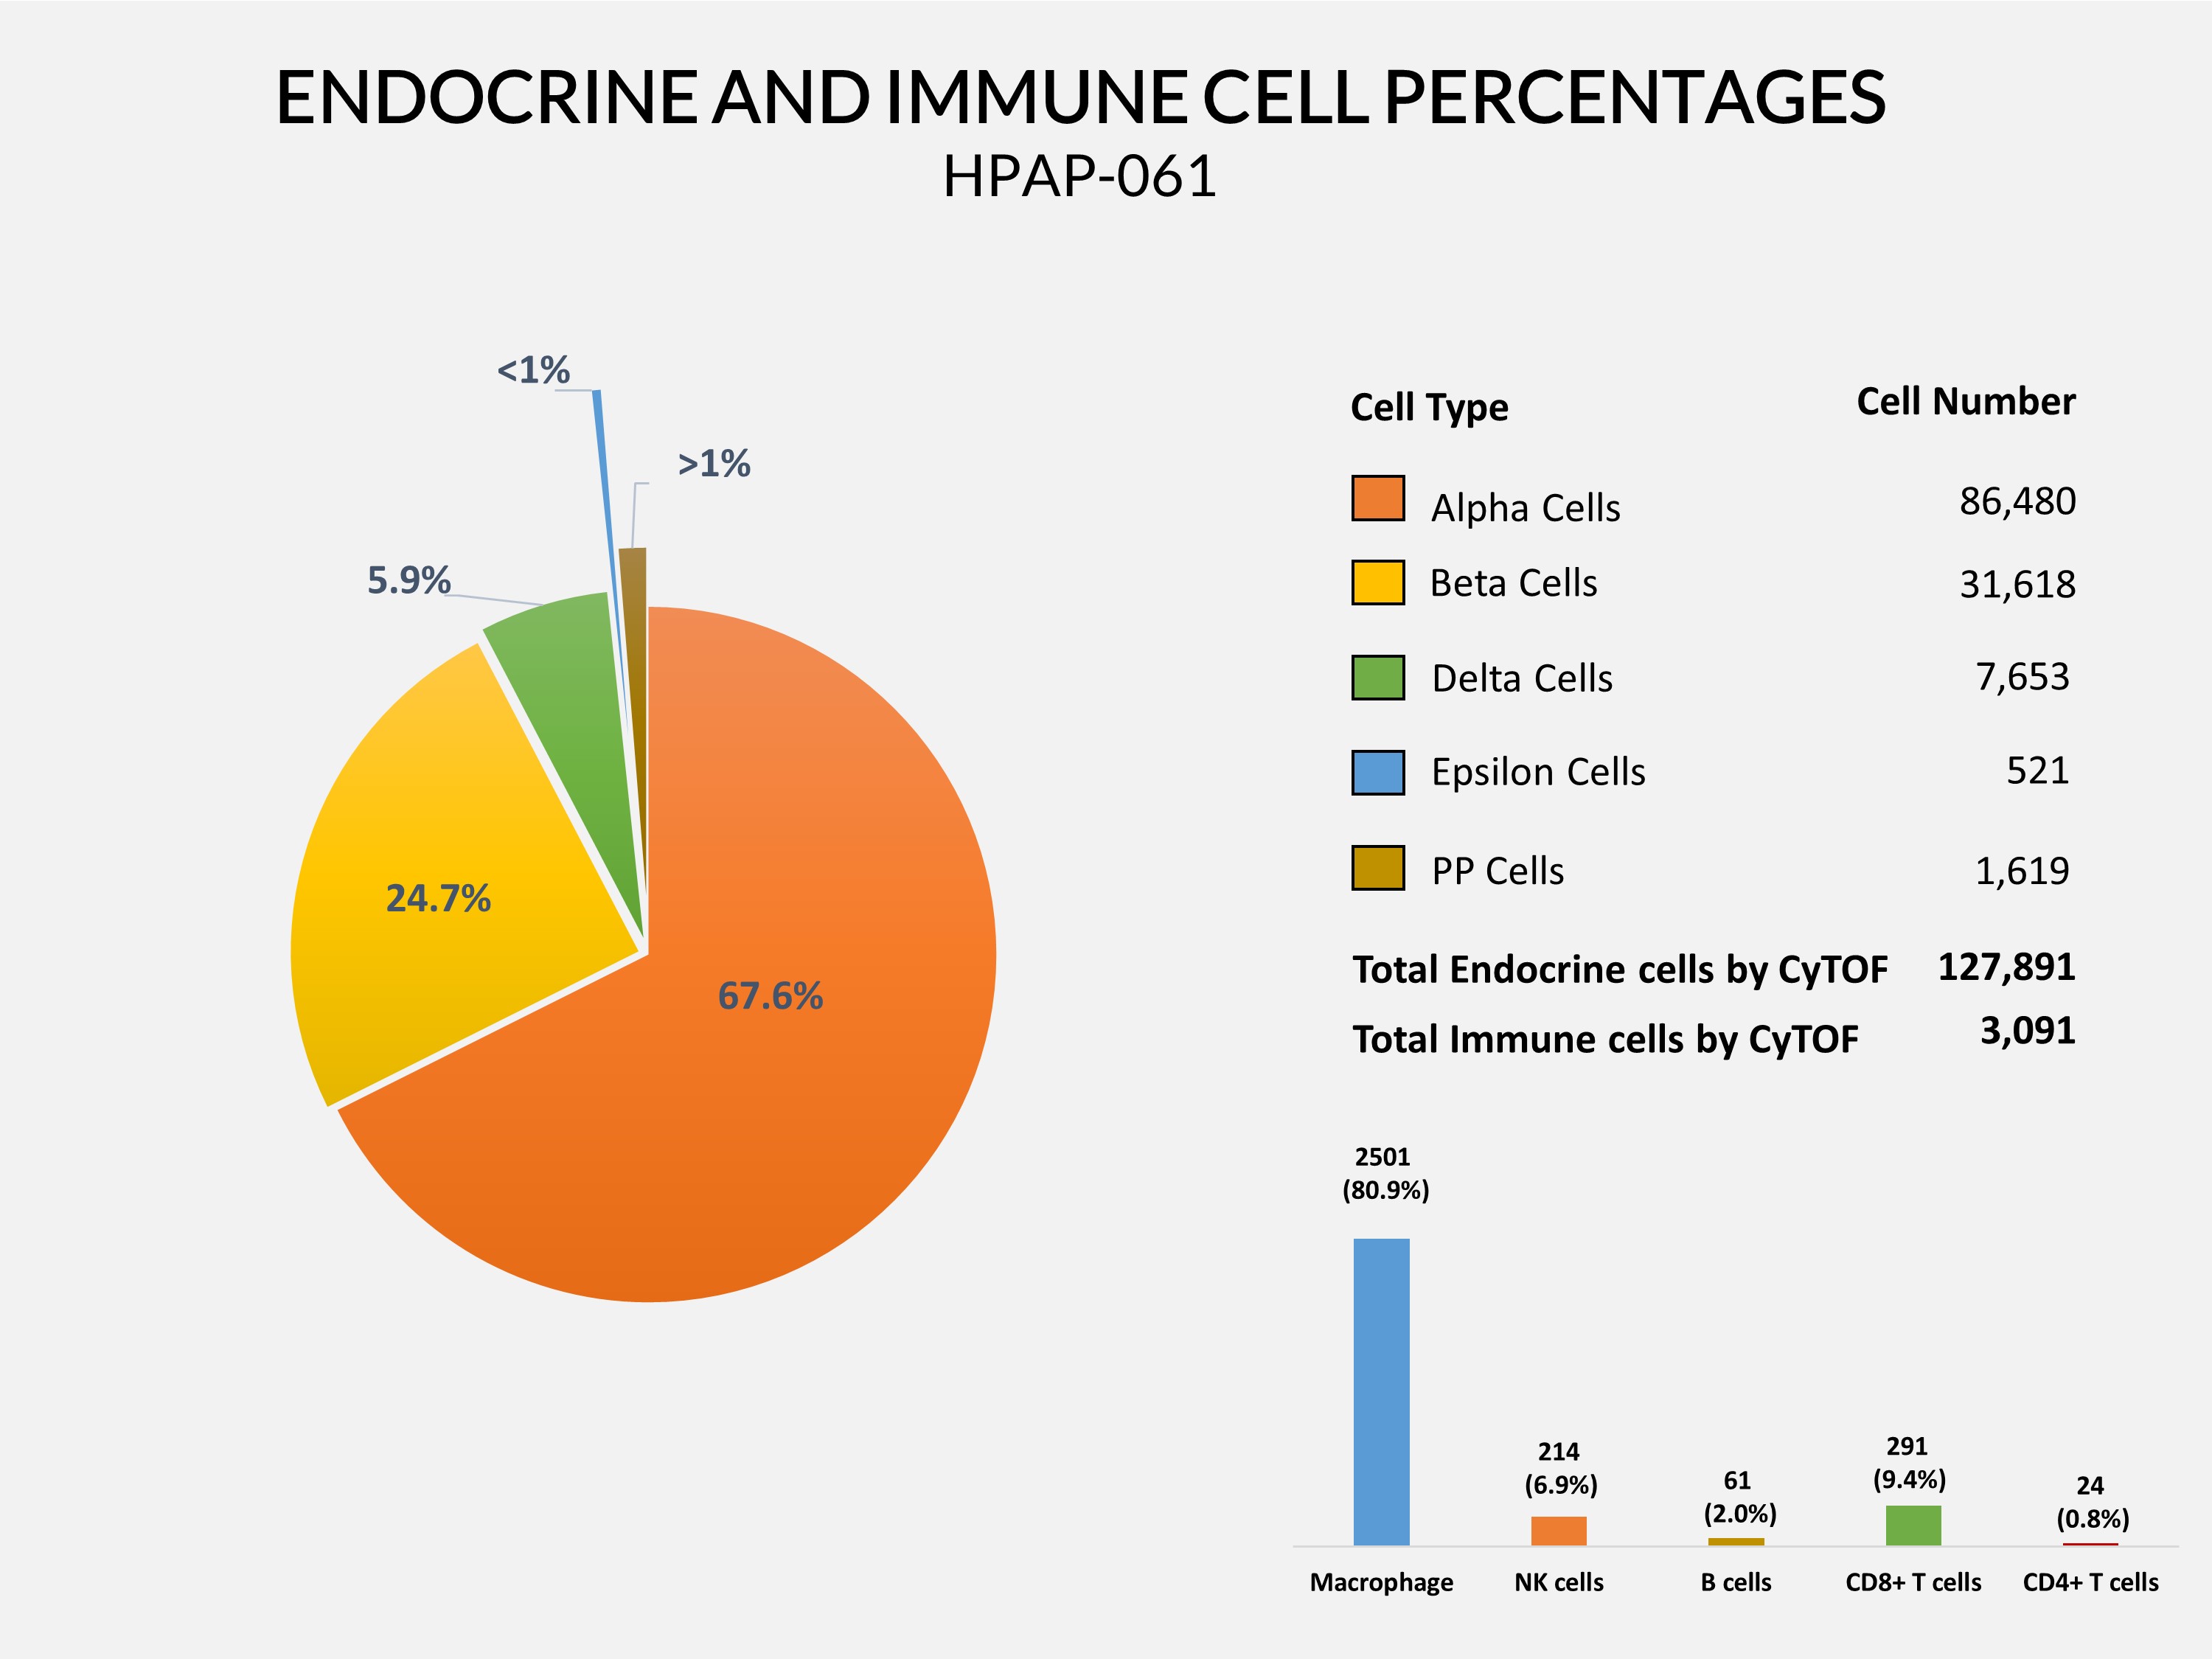 ENDOCRINE AND IMMUNE CELL PERCENTAGES
HPAP-061
<1%
>1%
5.9%
24.7%
67.6%
Cell Type Cell Number
Alpha Cells 86,480
Beta Cells 31,618
Delta Cells 7,653
Epsilon Cells 521
PP Cells 1,619
Total Endocrine cells by CyTOF 127,891
Total Immune cells by CyTOF 3,091
2501
(80.9%)
214
(6.9%)
61
(2.0%)
291
(9.4%)
24
(0.8%)
Macrophage NK cells B cells CD8+ T cells CD4+ T cells